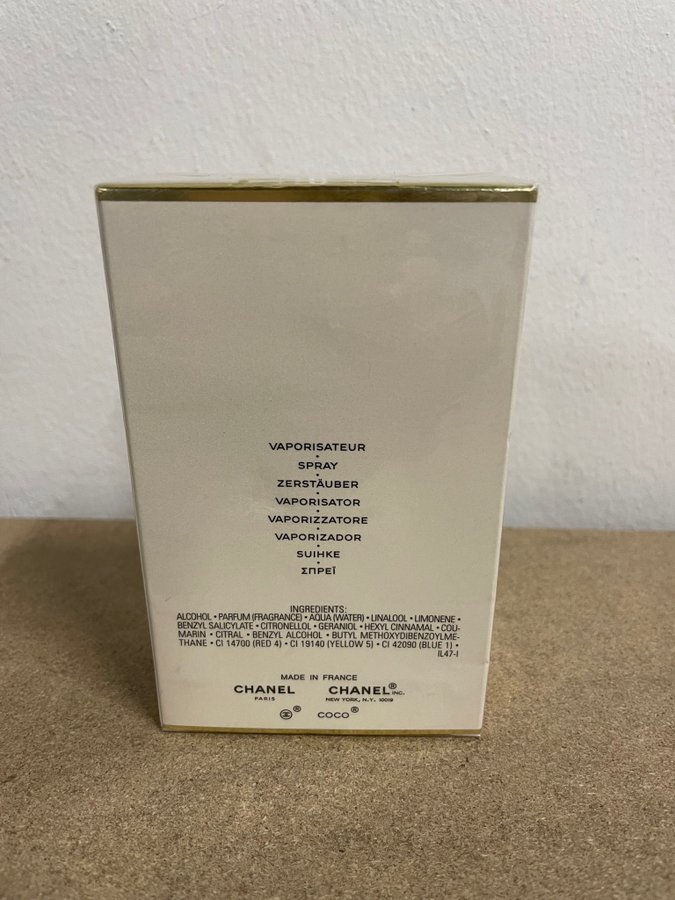 VAPORISATEUR
•
SPRAY
•
ZERSTÄUBER
•
VAPORISATOR
•
VAPORIZZATORE
•
VAPORIZADOR
•
SUIHKE
•
ΣΠΡΕΪ
INGREDIENTS:
ALCOHOL • PARFUM (FRAGRANCE) • AQUA (WATER) • LINALOOL • LIMONENE •
BENZYL SALICYLATE • CITRONELLOL • GERANIOL • HEXYL CINNAMAL • COU-
MARIN • CITRAL • BENZYL ALCOHOL • BUTYL METHOXYDIBENZOYLME-
THANE • CI 14700 (RED 4) • CI 19140 (YELLOW 5) • CI 42090 (BLUE 1) •
IL47-I
MADE IN FRANCE
CHANEL CHANEL® INC.
PARIS NEW YORK, N.Y. 10019
® COCO®